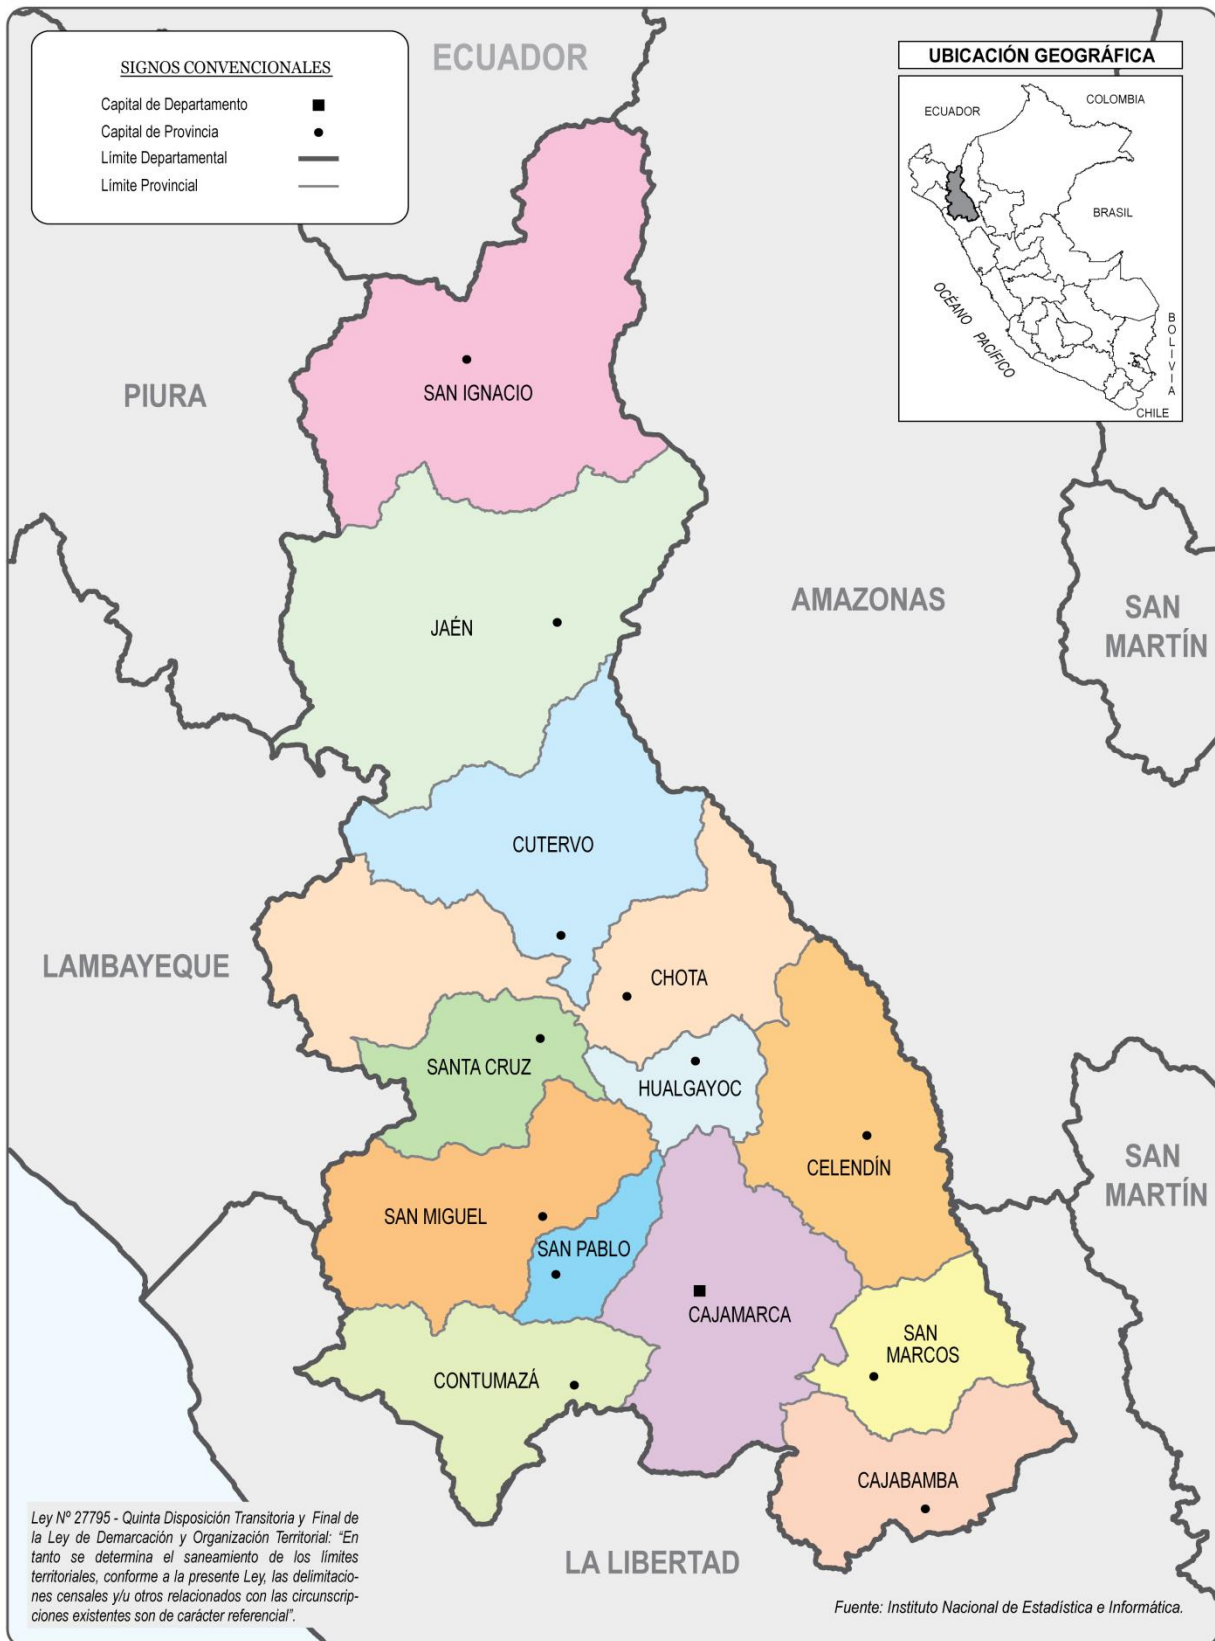 SIGNOS CONVENCIONALES
Capital de Departamento
Capital de Provincia
Límite Departamental
Límite Provincial
ECUADOR
UBICACIÓN GEOGRÁFICA
ECUADOR
COLOMBIA
BRASIL
OCÉANO PACÍFICO
BOLIVIA
CHILE
PIURA
SAN IGNACIO
AMAZONAS
SAN
MARTÍN
JAÉN
CUTERVO
LAMBAYEQUE
CHOTA
SANTA CRUZ
HUALGAYOC
CELENDÍN
SAN
MARTÍN
SAN MIGUEL
SAN PABLO
CAJAMARCA
SAN
MARCOS
CONTUMAZÁ
CAJABAMBA
LA LIBERTAD
Ley Nº 27795 - Quinta Disposición Transitoria y Final de
la Ley de Demarcación y Organización Territorial: “En
tanto se determina el saneamiento de los límites
territoriales, conforme a la presente Ley, las delimitacio-
nes censales y/u otros relacionados con las circunscrip-
ciones existentes son de carácter referencial”.
Fuente: Instituto Nacional de Estadística e Informática.